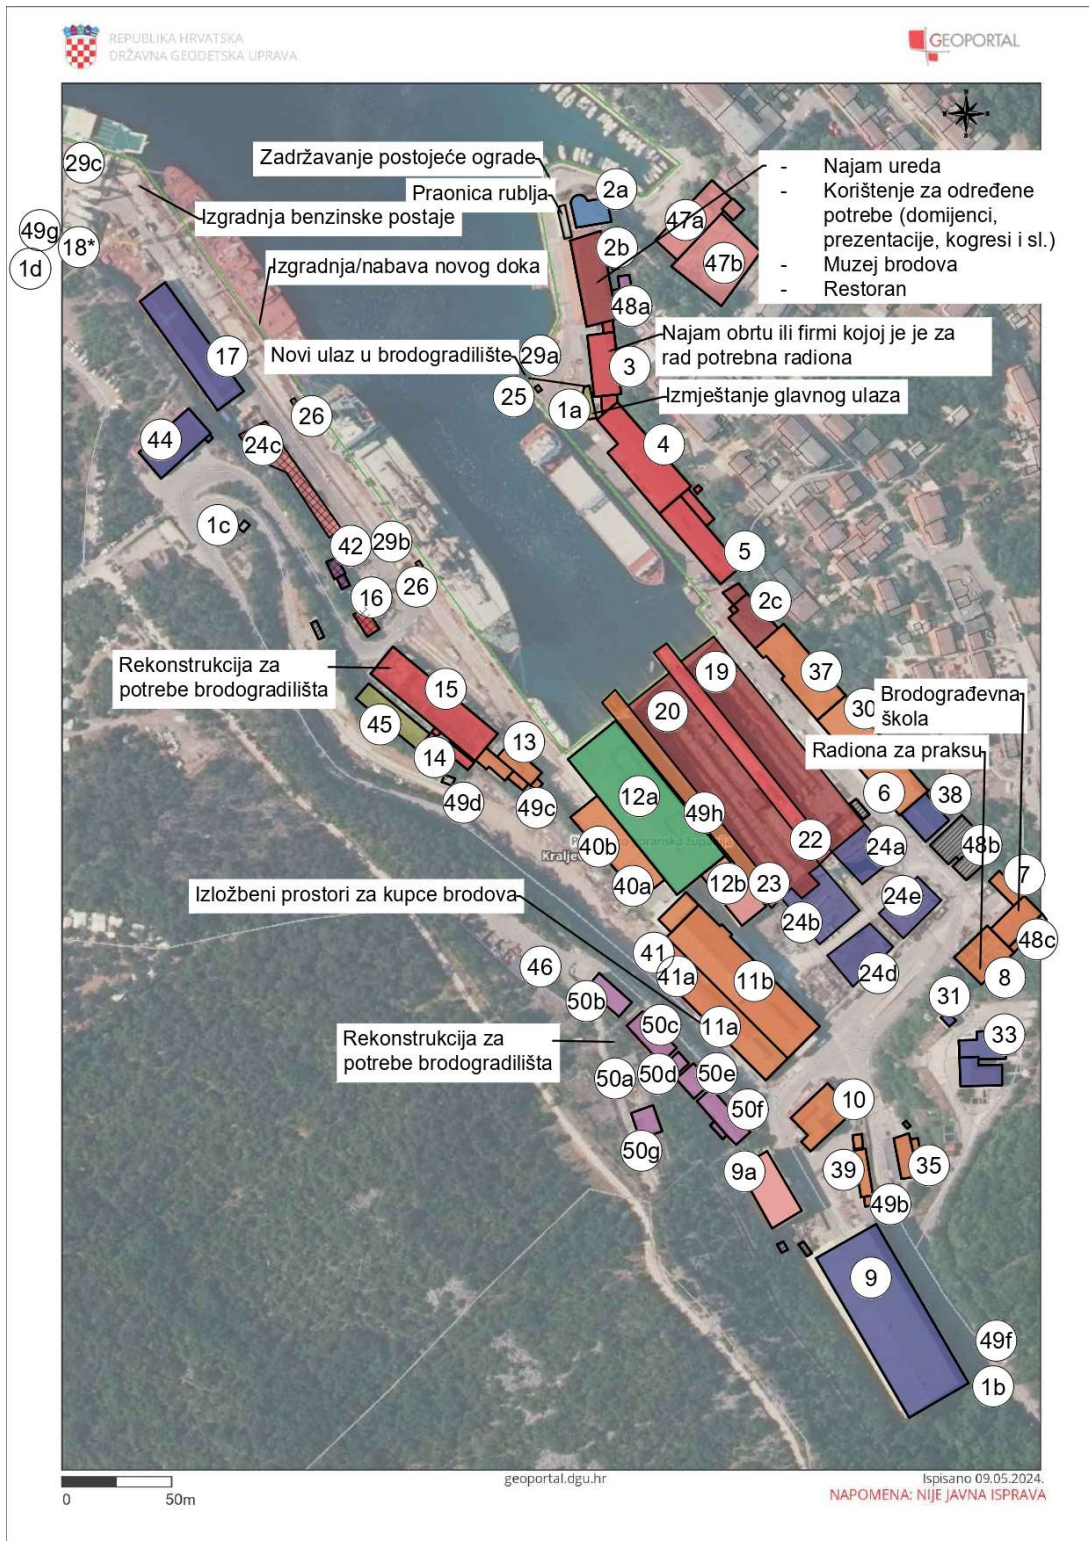 REPUBLIKA HRVATSKA
DRŽAVNA GEODETSKA UPRAVA
GEOPORTAL
Zadržavanje postojeće ograde
Praonica rublja
Izgradnja benzinske postaje
Izgradnja/nabava novog doka
Novi ulaz u brodogradilište
- Najam ureda
- Korištenje za određene
potrebe (domijenci,
prezentacije, kogresi i sl.)
- Muzej brodova
- Restoran
Najam obrtu ili firmi kojoj je je za
rad potrebna radiona
Izmještanje glavnog ulaza
29c
49g
18*
1d
2a
2b
47a
47b
48a
17
29a
25
3
1a
26
44
24c
4
1c
42
29b
5
26
16
2c
Rekonstrukcija za
potrebe brodogradilišta
15
19
37
20
30
Brodograđevna
škola
45
13
Radiona za praksu
14
49d
49c
12a
49h
6
38
40b
22
24a
48b
Kraljev
40a
12b
23
24e
7
Izložbeni prostori za kupce brodova
24b
48c
41
24d
8
46
41a
11b
50b
31
50c
11a
33
Rekonstrukcija za
potrebe brodogradilišta
50a
50d
50e
50f
10
50g
9a
39
35
49b
9
49f
1b
0 50m
geoportal.dgu.hr
Ispisano 09.05.2024.
NAPOMENA: NIJE JAVNA ISPRAVA